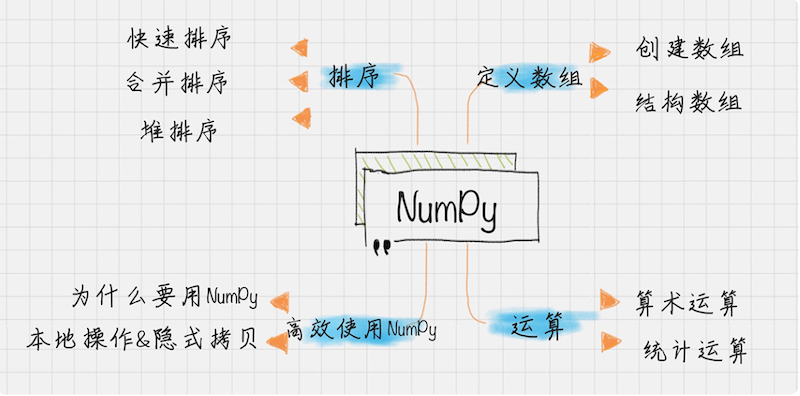 快速排序
合并排序
堆排序
排序
定义数组
创建数组
结构数组
NumPy
为什么要用NumPy
本地操作&隐式拷贝
高效使用NumPy
运算
算术运算
统计运算